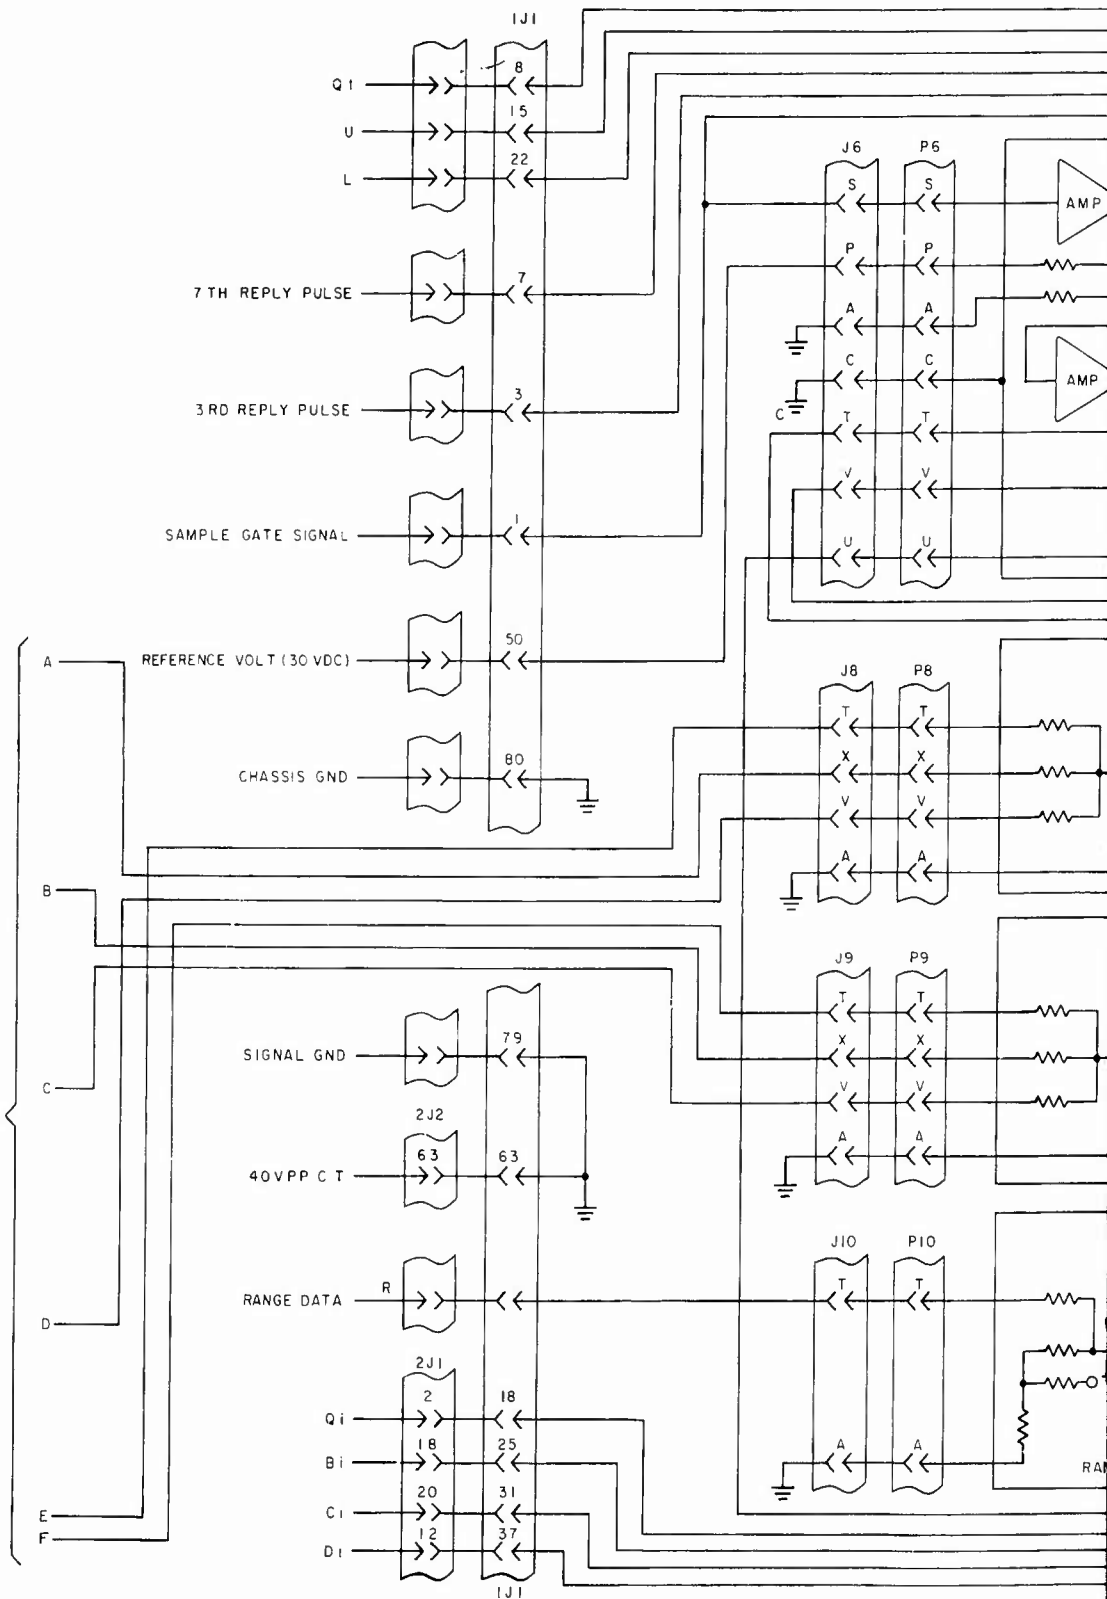 1J1
Q1 8
U 15
L 22
7TH REPLY PULSE 7
3RD REPLY PULSE 3
SAMPLE GATE SIGNAL 1
REFERENCE VOLT (30 VDC) 50
CHASSIS GND 80
J6 P6
S S
AMP
P P
A A
C C
AMP
C
T T
V V
U U
A
B
C
D
E
F
J8 P8
T T
X X
V V
A A
J9 P9
T T
X X
V V
A A
SIGNAL GND 79
2J2
40VPP CT 63 63
J10 P10
RANGE DATA R
T T
A A
RAN
2J1
Qi 2 18
Bi 18 25
Ci 20 31
Di 12 37
1J1